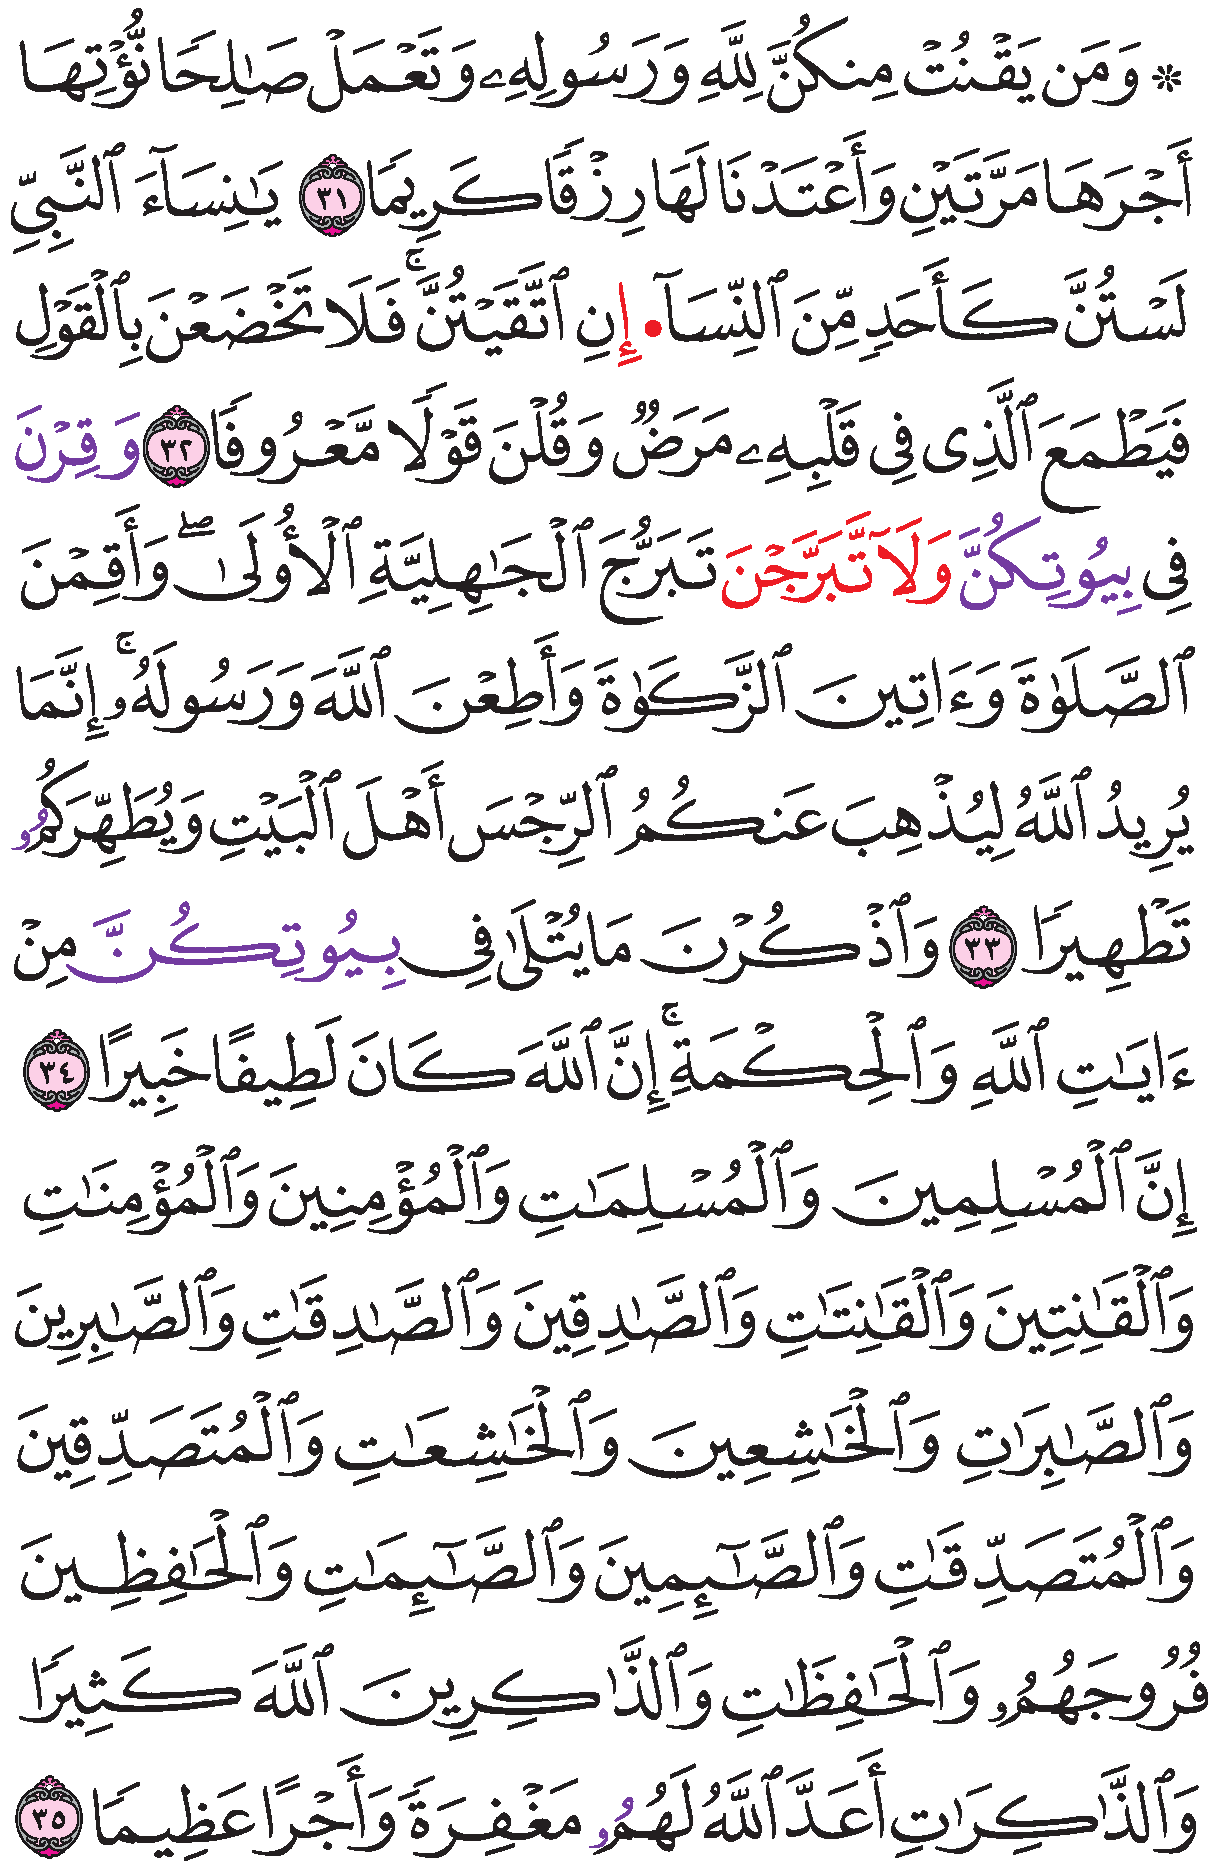 ۞ وَمَن يَقۡنُتۡ مِنكُنَّ لِلَّهِ وَرَسُولِهِۦ وَتَعۡمَلۡ صَٰلِحٗا نُّؤۡتِهَا
أَجۡرَهَا مَرَّتَيۡنِ وَأَعۡتَدۡنَا لَهَا رِزۡقٗا كَرِيمٗا ٣١ يَٰنِسَآءَ ٱلنَّبِيِّ
لَسۡتُنَّ كَأَحَدٖ مِّنَ ٱلنِّسَآ•إِنِ ٱتَّقَيۡتُنَّۚ فَلَا تَخۡضَعۡنَ بِٱلۡقَوۡلِ
فَيَطۡمَعَ ٱلَّذِى فِى قَلۡبِهِۦ مَرَضٞ وَقُلۡنَ قَوۡلٗا مَّعۡرُوفٗا ٣٢ وَقِرۡنَ
فِى بِيُوتِكُنَّ وَلَآ تَّبَرَّجۡنَ تَبَرُّجَ ٱلۡجَٰهِلِيَّةِ ٱلۡأُولَىٰۖ وَأَقِمۡنَ
ٱلصَّلَوٰةَ وَءَاتِينَ ٱلزَّكَوٰةَ وَأَطِعۡنَ ٱللَّهَ وَرَسُولَهُۥۚ إِنَّمَا
يُرِيدُ ٱللَّهُ لِيُذۡهِبَ عَنكُمُ ٱلرِّجۡسَ أَهۡلَ ٱلۡبَيۡتِ وَيُطَهِّرَكُمُۥ
تَطۡهِيرٗا ٣٣ وَٱذۡكُرۡنَ مَا يُتۡلَىٰ فِى بِيُوتِكُنَّ مِنۡ
ءَايَٰتِ ٱللَّهِ وَٱلۡحِكۡمَةِۚ إِنَّ ٱللَّهَ كَانَ لَطِيفًا خَبِيرًا ٣٤
إِنَّ ٱلۡمُسۡلِمِينَ وَٱلۡمُسۡلِمَٰتِ وَٱلۡمُؤۡمِنِينَ وَٱلۡمُؤۡمِنَٰتِ
وَٱلۡقَٰنِتِينَ وَٱلۡقَٰنِتَٰتِ وَٱلصَّٰدِقِينَ وَٱلصَّٰدِقَٰتِ وَٱلصَّٰبِرِينَ
وَٱلصَّٰبِرَٰتِ وَٱلۡخَٰشِعِينَ وَٱلۡخَٰشِعَٰتِ وَٱلۡمُتَصَدِّقِينَ
وَٱلۡمُتَصَدِّقَٰتِ وَٱلصَّٰٓئِمِينَ وَٱلصَّٰٓئِمَٰتِ وَٱلۡحَٰفِظِينَ
فُرُوجَهُمُۥ وَٱلۡحَٰفِظَٰتِ وَٱلذَّٰكِرِينَ ٱللَّهَ كَثِيرٗا
وَٱلذَّٰكِرَٰتِ أَعَدَّ ٱللَّهُ لَهُمُۥ مَغۡفِرَةٗ وَأَجۡرًا عَظِيمٗا ٣٥